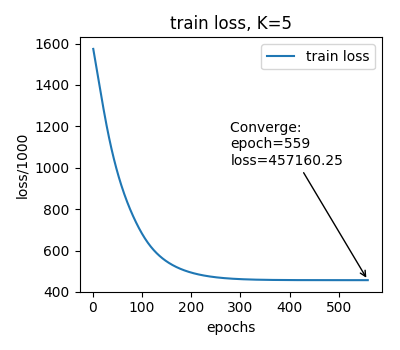 train loss, K=5
1600
1400
1200
1000
800
600
400
loss/1000
train loss
Converge:
epoch=559
loss=457160.25
0
100
200
300
400
500
epochs